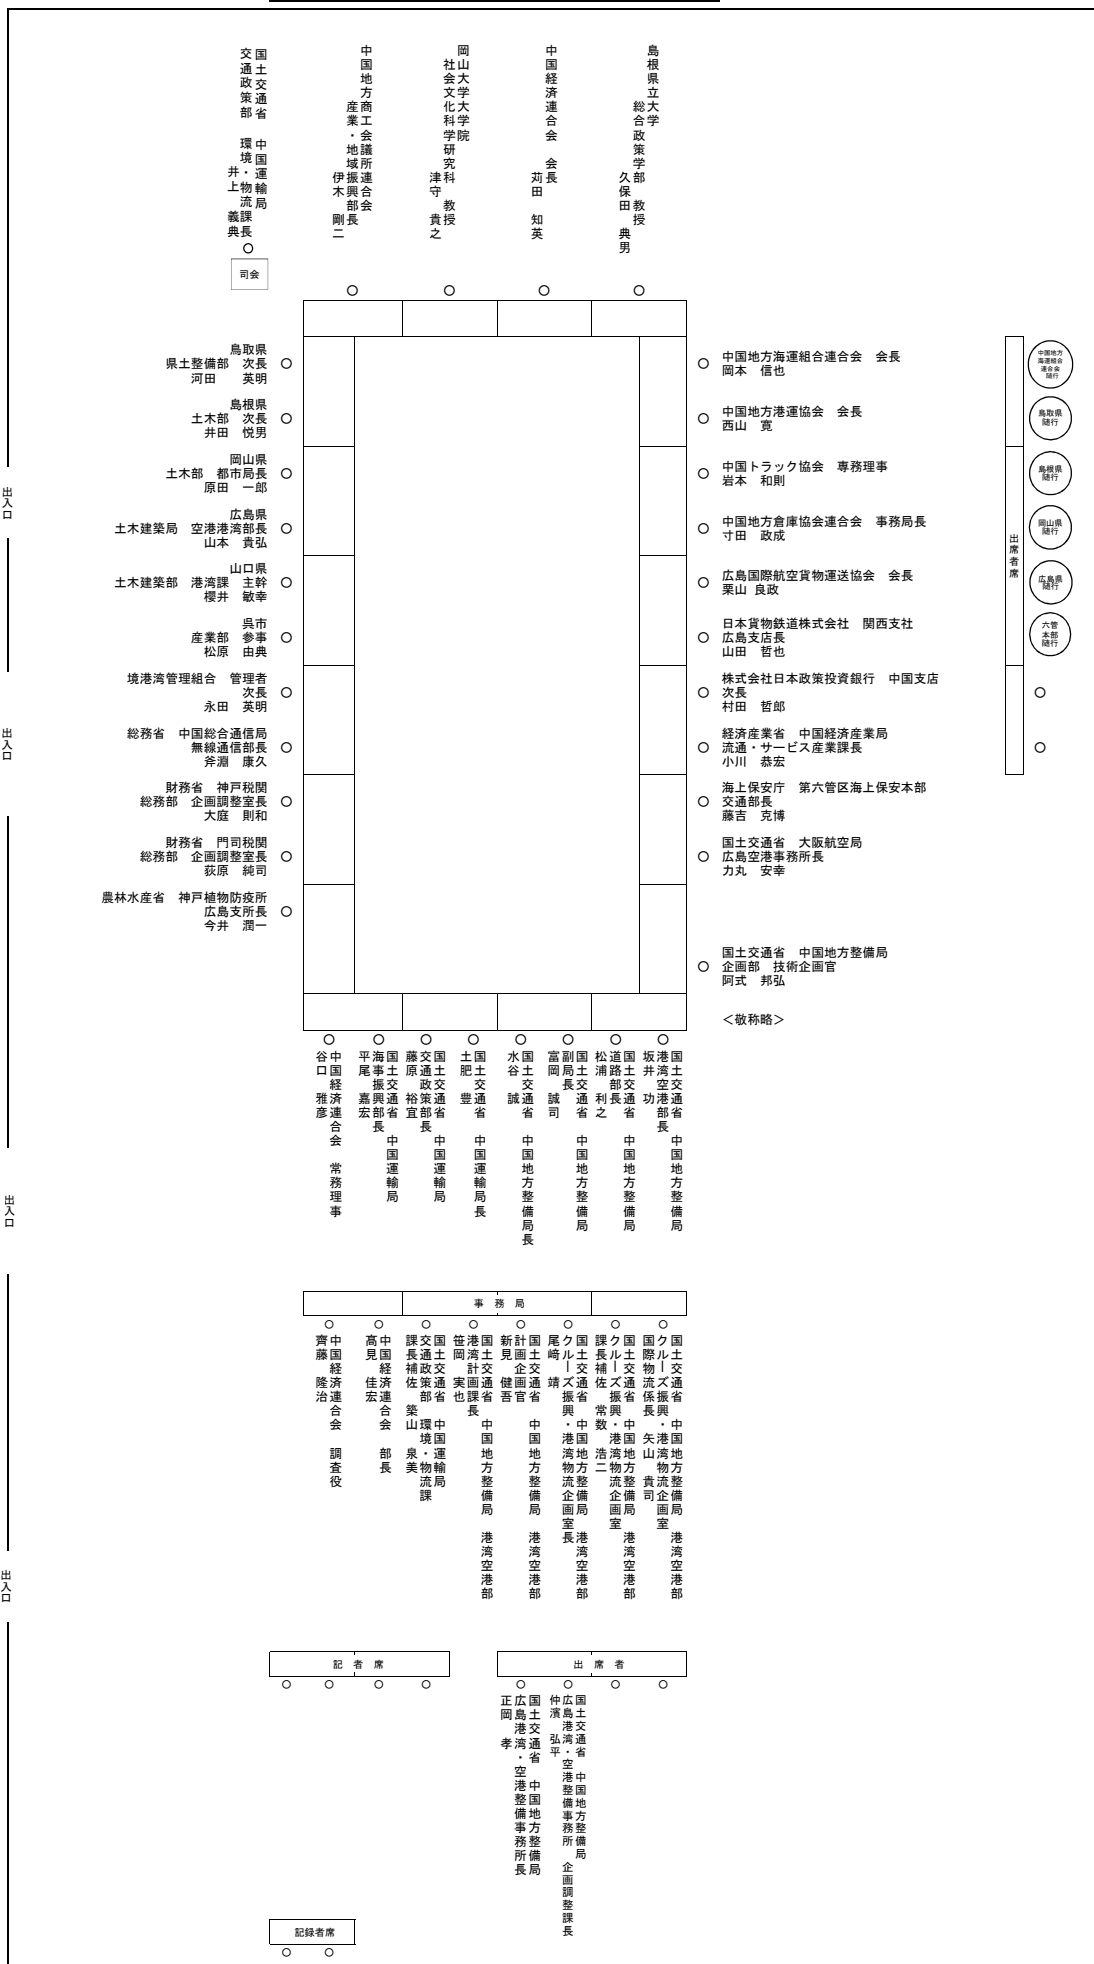 島根県立大学
総合政策学部　教授
久保田　典男
中国経済連合会　会長
苅田　知英
岡山大学大学院
社会文化科学研究科　教授
津守　貴之
中国地方商工会議所連合会
産業・地域振興部長
伊木　剛二
国土交通省　中国運輸局
交通政策部　環境・物流課長
井上　義典
司会
鳥取県
県土整備部　次長
河田　英明
島根県
土木部　次長
井田　悦男
岡山県
土木部　都市局長
原田　一郎
広島県
土木建築局　空港港湾部長
山本　貴弘
山口県
土木建築部　港湾課　主幹
櫻井　敏幸
呉市
産業部　参事
松原　由典
境港湾管理組合　管理者
次長
永田　英明
総務省　中国総合通信局
無線通信部長
斧淵　康久
財務省　神戸税関
総務部　企画調整室長
大庭　則和
財務省　門司税関
総務部　企画調整室長
荻原　純司
農林水産省　神戸植物防疫所
広島支所長
今井　潤一
中国地方海運組合連合会　会長
岡本　信也
中国地方港運協会　会長
西山　寛
中国トラック協会　専務理事
岩本　和則
中国地方倉庫協会連合会　事務局長
寸田　政成
広島国際航空貨物運送協会　会長
栗山 良政
日本貨物鉄道株式会社　関西支社
広島支店長
山田　哲也
株式会社日本政策投資銀行　中国支店
次長
村田　哲郎
経済産業省　中国経済産業局
流通・サービス産業課長
小川　恭宏
海上保安庁　第六管区海上保安本部
交通部長
藤吉　克博
国土交通省　大阪航空局
広島空港事務所長
力丸　安幸
国土交通省　中国地方整備局
企画部　技術企画官
阿式　邦弘
＜敬称略＞
出席者席
中国地方
海運組合
連合会
随行
鳥取県
随行
島根県
随行
岡山県
随行
広島県
随行
六管
本部
随行
出入口
出入口
出入口
出入口
国土交通省　中国地方整備局
港湾空港部長
坂井　功
国土交通省　中国地方整備局
道路部長
松浦　利之
国土交通省　中国地方整備局
副局長
富岡　誠司
国土交通省　中国地方整備局長
水谷　誠
国土交通省　中国運輸局長
土肥　豊
国土交通省　中国運輸局
交通政策部長
藤原　裕宜
国土交通省　中国運輸局
海事振興部長
平尾　嘉宏
中国経済連合会　常務理事
谷口　雅彦
事　務　局
国土交通省　中国地方整備局　港湾空港部
クルーズ振興・港湾物流企画室
国際物流係長　矢山　貴司
国土交通省　中国地方整備局　港湾空港部
クルーズ振興・港湾物流企画室
課長補佐　常数　浩二
国土交通省　中国地方整備局　港湾空港部
クルーズ振興・港湾物流企画室長
尾﨑　靖
国土交通省　中国地方整備局　港湾空港部
計画企画官
新見　健吾
国土交通省　中国地方整備局　港湾空港部
港湾計画課長
笹岡　実也
国土交通省　中国運輸局
交通政策部　環境・物流課
課長補佐　築山　泉美
中国経済連合会　部長
髙見　佳宏
中国経済連合会　調査役
齊藤　隆治
記　者　席
出　席　者
国土交通省　中国地方整備局
広島港湾・空港整備事務所　企画調整課長
仲濱　弘平
国土交通省　中国地方整備局
広島港湾・空港整備事務所長
正岡　孝
記録者席